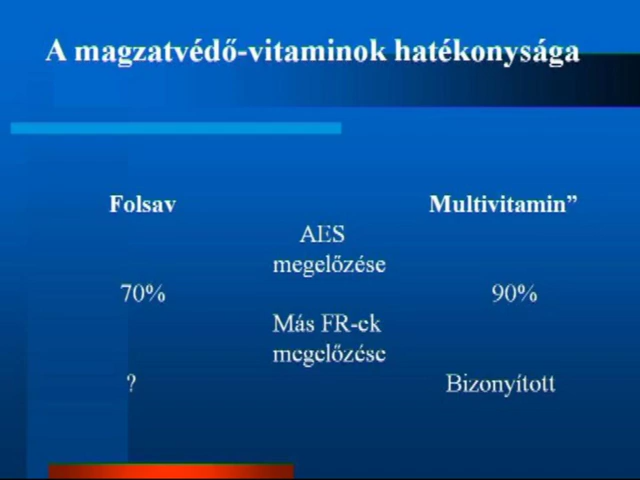 A magzatvédő-vitaminok hatékonysága
Folsav Multivitamin”
AES
megelőzése
70% 90%
Más FR-ek
megelőzése
? Bizonyított